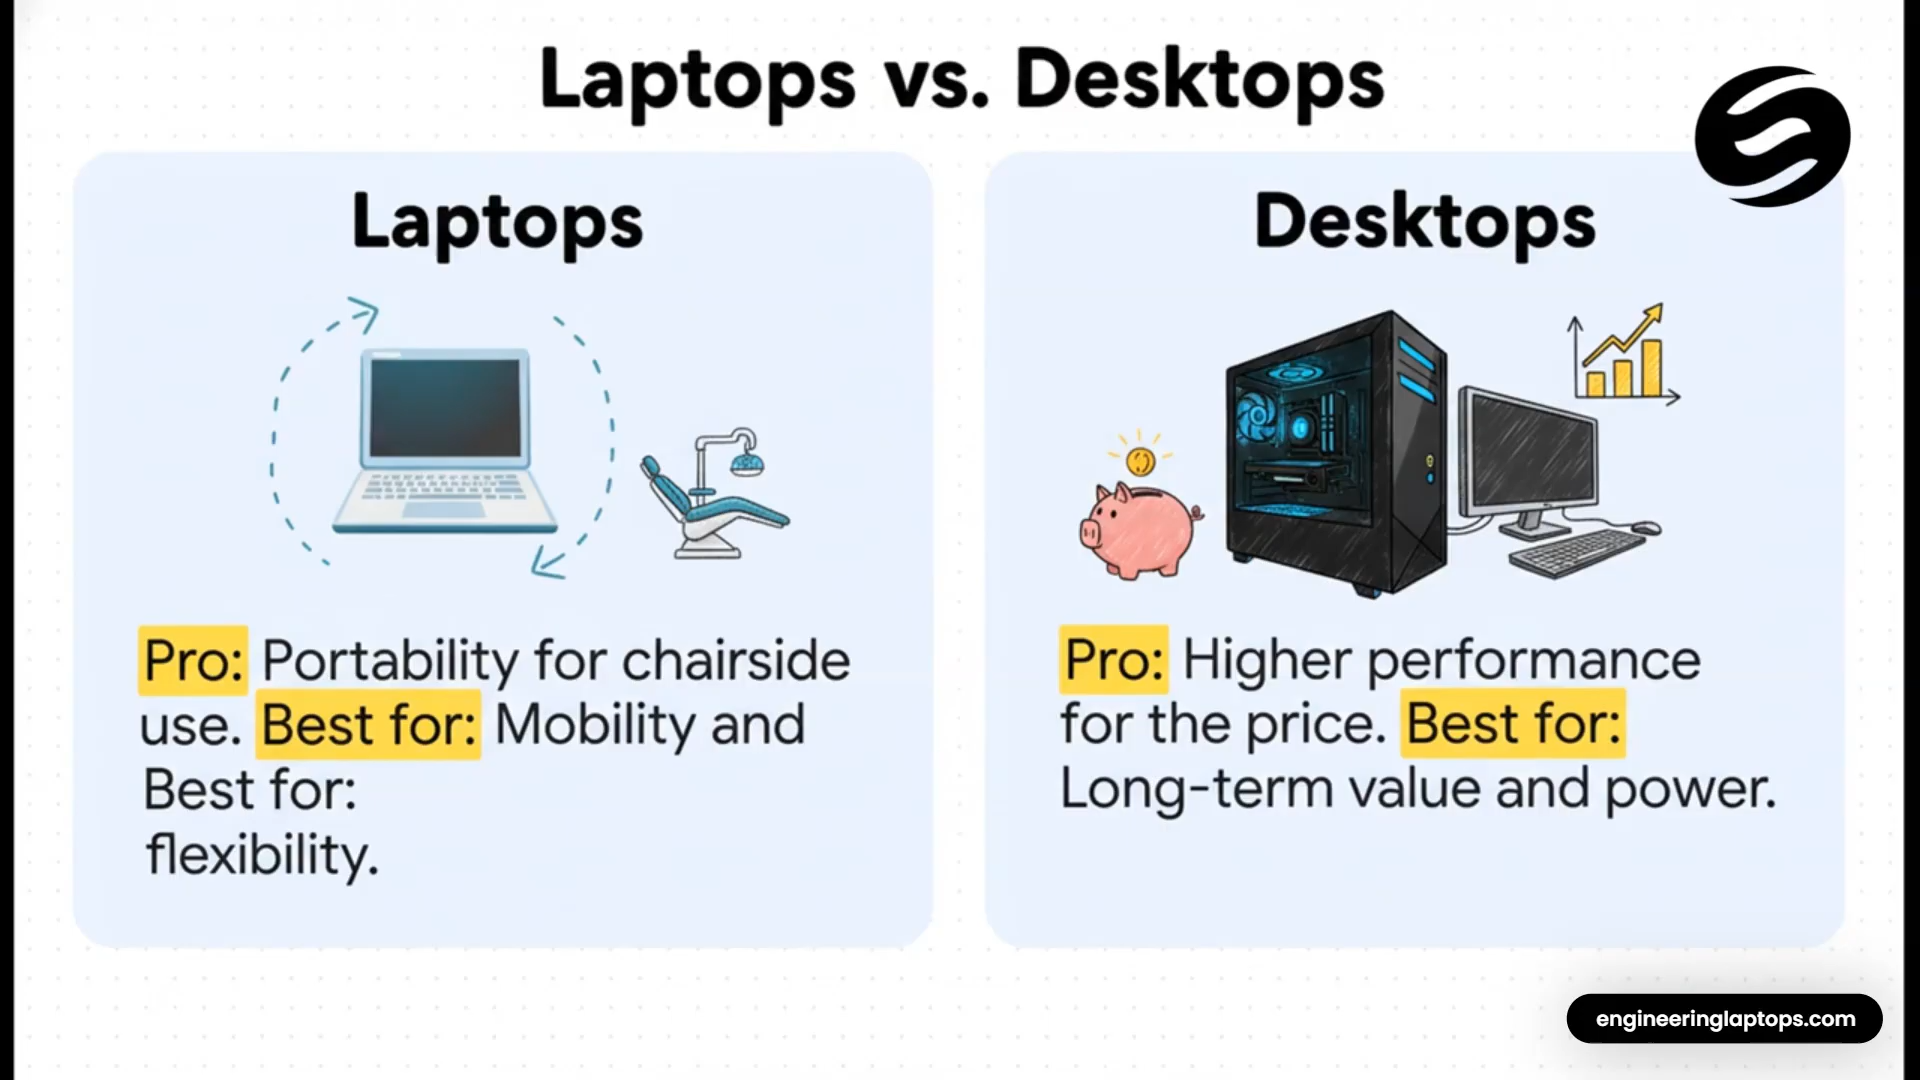 Laptops vs. Desktops
Laptops
Pro: Portability for chairside
use. Best for: Mobility and
Best for:
flexibility.
Desktops
Pro: Higher performance
for the price. Best for:
Long-term value and power.
engineeringlaptops.com